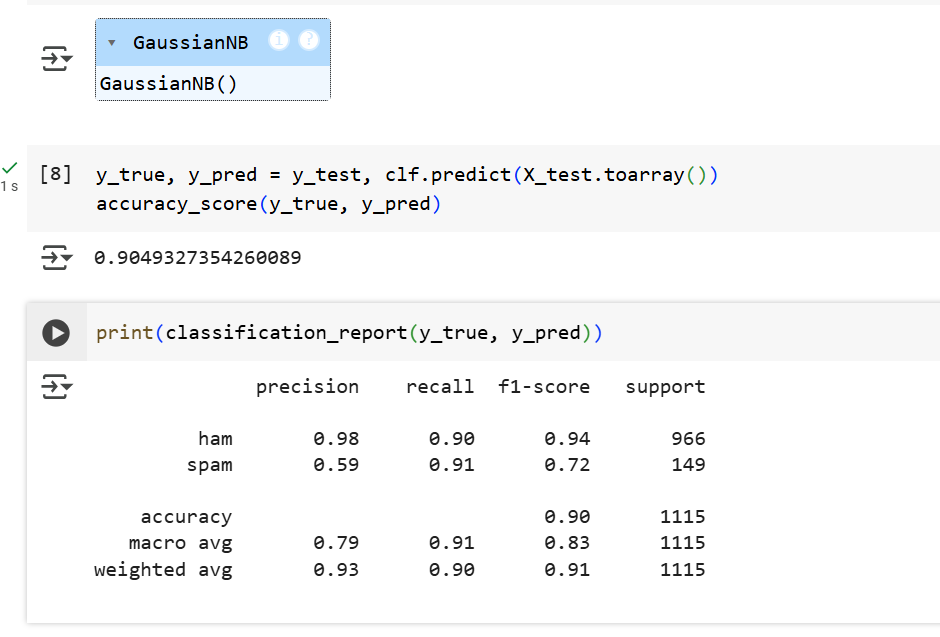 GaussianNB i ?
GaussianNB()
1 s [8] y_true, y_pred = y_test, clf.predict(X_test.toarray())
accuracy_score(y_true, y_pred)
0.9049327354260089
print(classification_report(y_true, y_pred))
precision recall f1-score support
ham 0.98 0.90 0.94 966
spam 0.59 0.91 0.72 149
accuracy 0.90 1115
macro avg 0.79 0.91 0.83 1115
weighted avg 0.93 0.90 0.91 1115